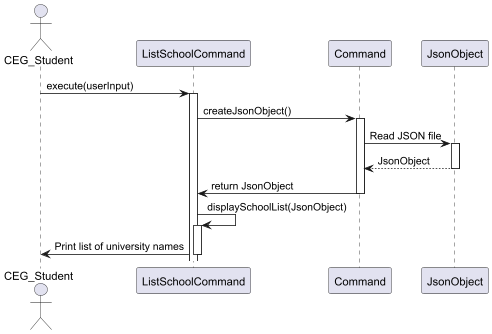 CEG_Student
ListSchoolCommand
Command
JsonObject
execute(userInput)
createJsonObject()
Read JSON file
JsonObject
return JsonObject
displaySchoolList(JsonObject)
Print list of university names
CEG_Student
ListSchoolCommand
Command
JsonObject